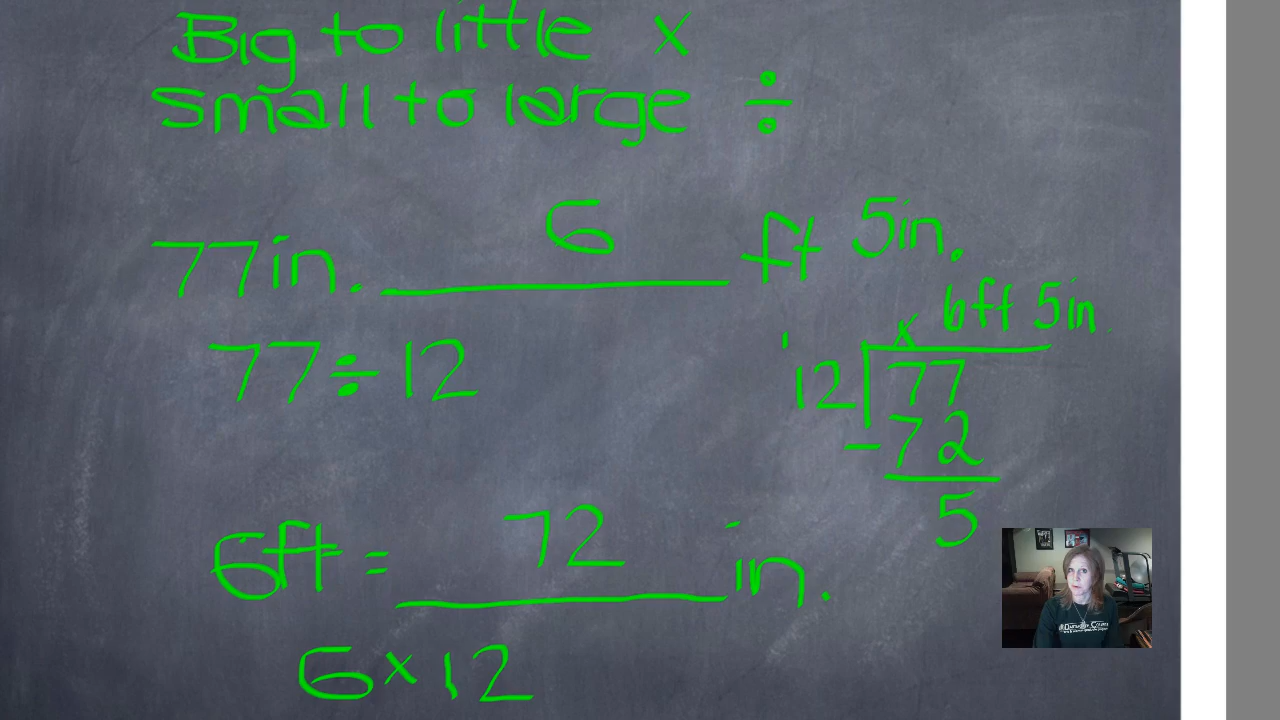 Big to little x
small to large ÷
77in. 6 ft 5in.
77÷12
x 6ft 5in.
12 77
- 72
5
6ft = 72 in.
6x12